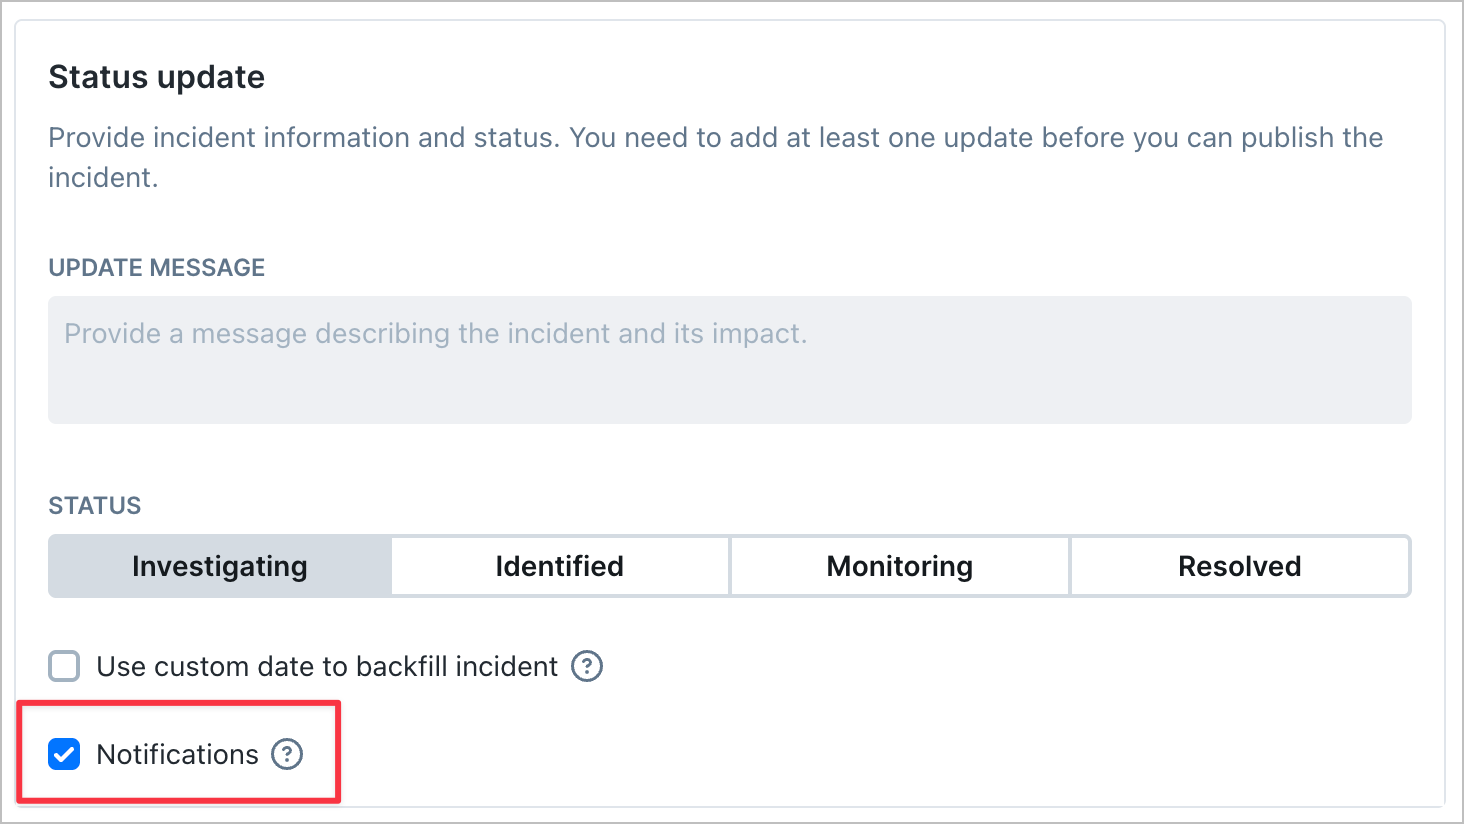 Status update
Provide incident information and status. You need to add at least one update before you can publish the
incident.
UPDATE MESSAGE
Provide a message describing the incident and its impact.
STATUS
Investigating
Identified
Monitoring
Resolved
Use custom date to backfill incident ?
Notifications ?